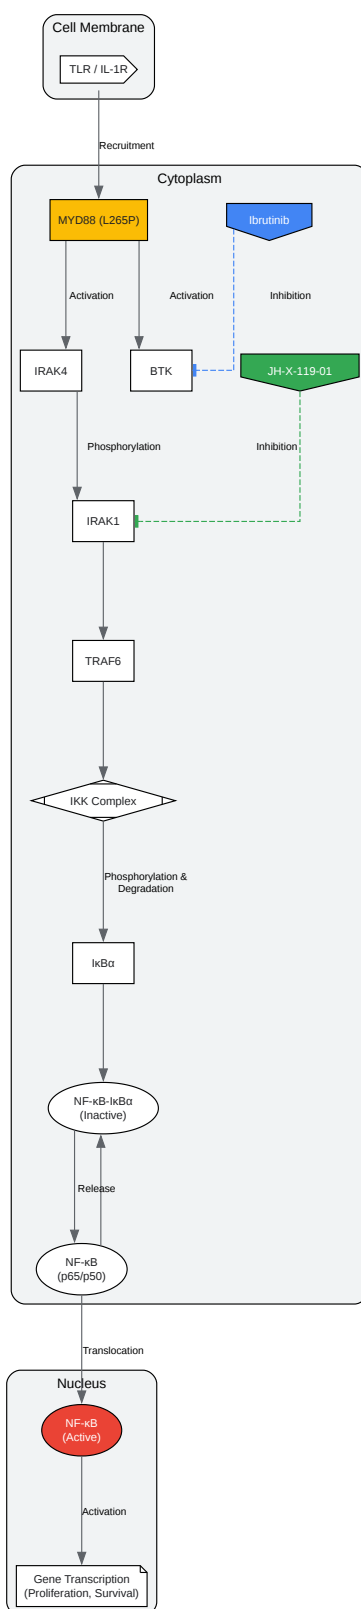 Cell Membrane
TLR / IL-1R
Recruitment
Cytoplasm
MYD88 (L265P)
Ibrutinib
Activation
Activation
Inhibition
IRAK4
BTK
JH-X-119-01
Phosphorylation
Inhibition
IRAK1
TRAF6
IKK Complex
Phosphorylation &
Degradation
IκBα
NF-κB-IκBα
(Inactive)
Release
NF-κB
(p65/p50)
Translocation
Nucleus
NF-κB
(Active)
Activation
Gene Transcription
(Proliferation, Survival)